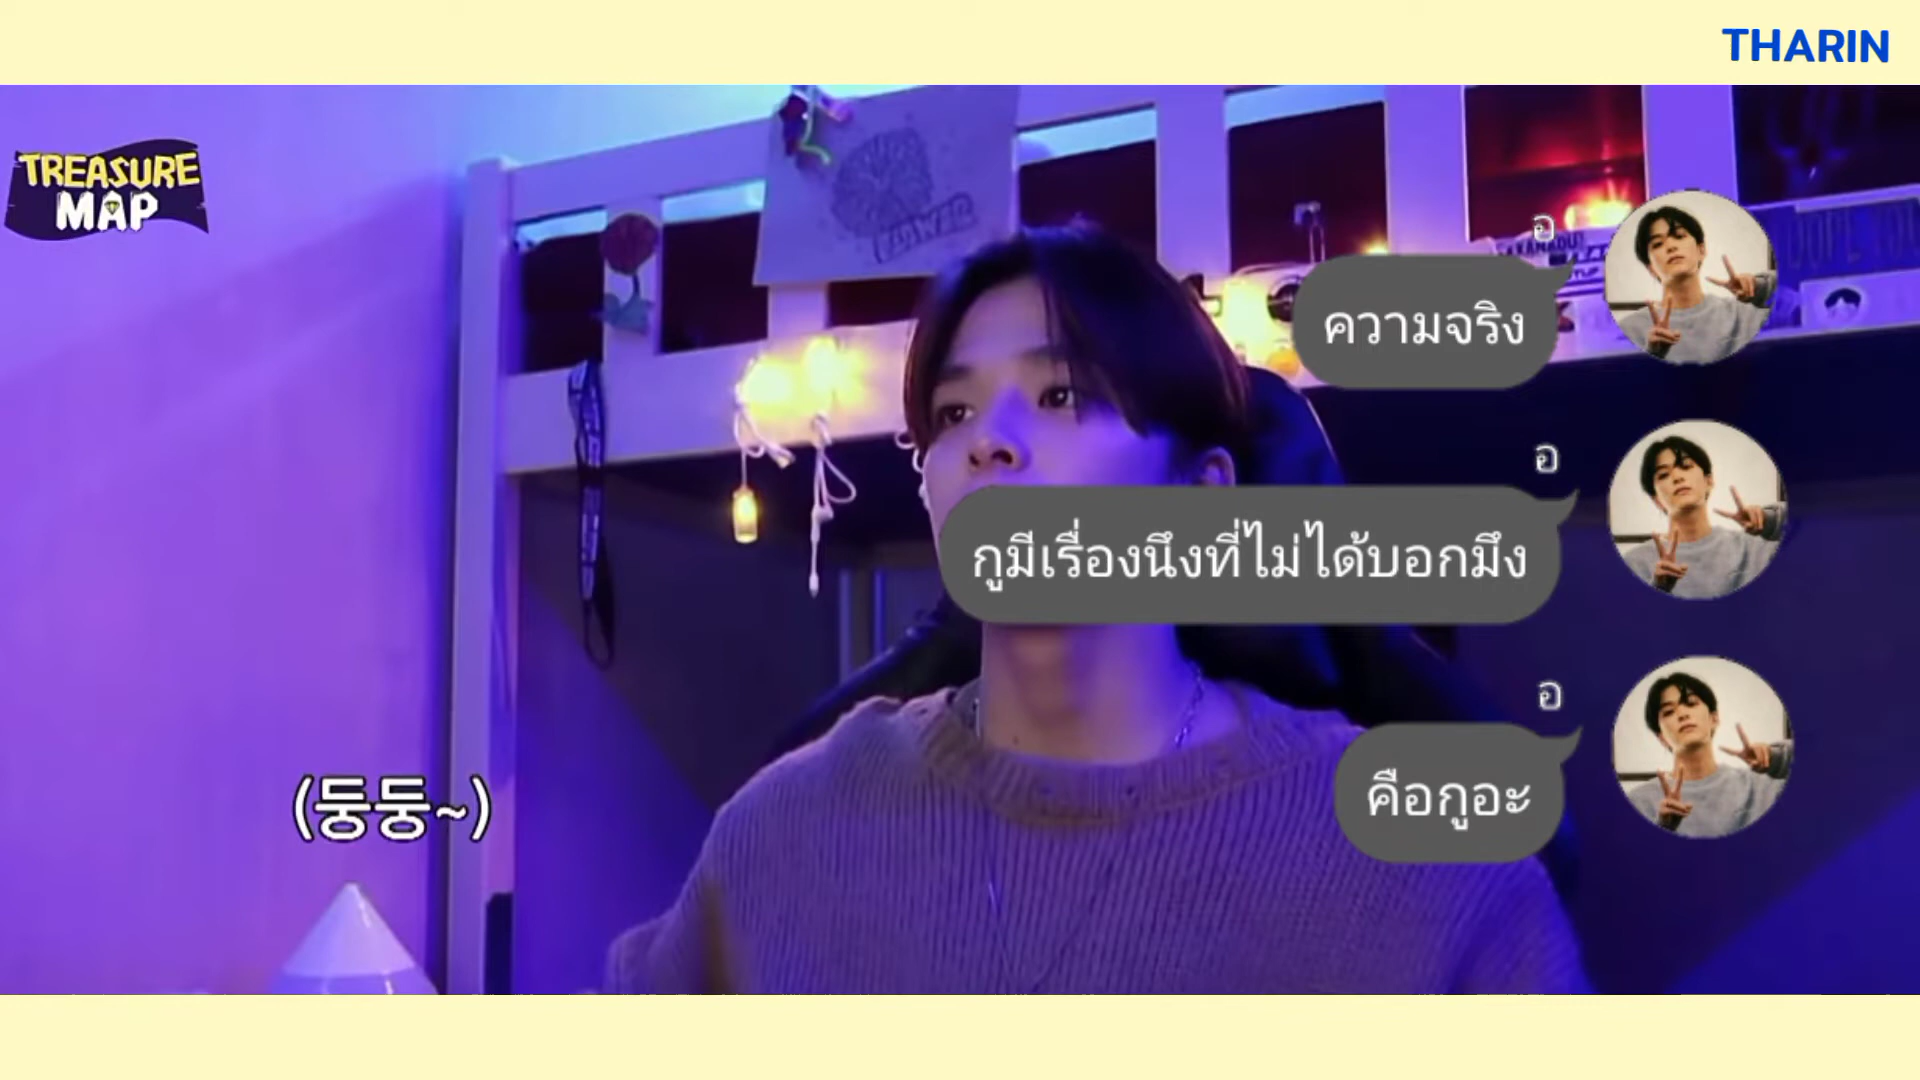 THARIN
TREASURE
MAP
อ
ความจริง
อ
กูมีเรื่องนึงที่ไม่ได้บอกมึง
อ
คือกูอะ
(둥둥~)